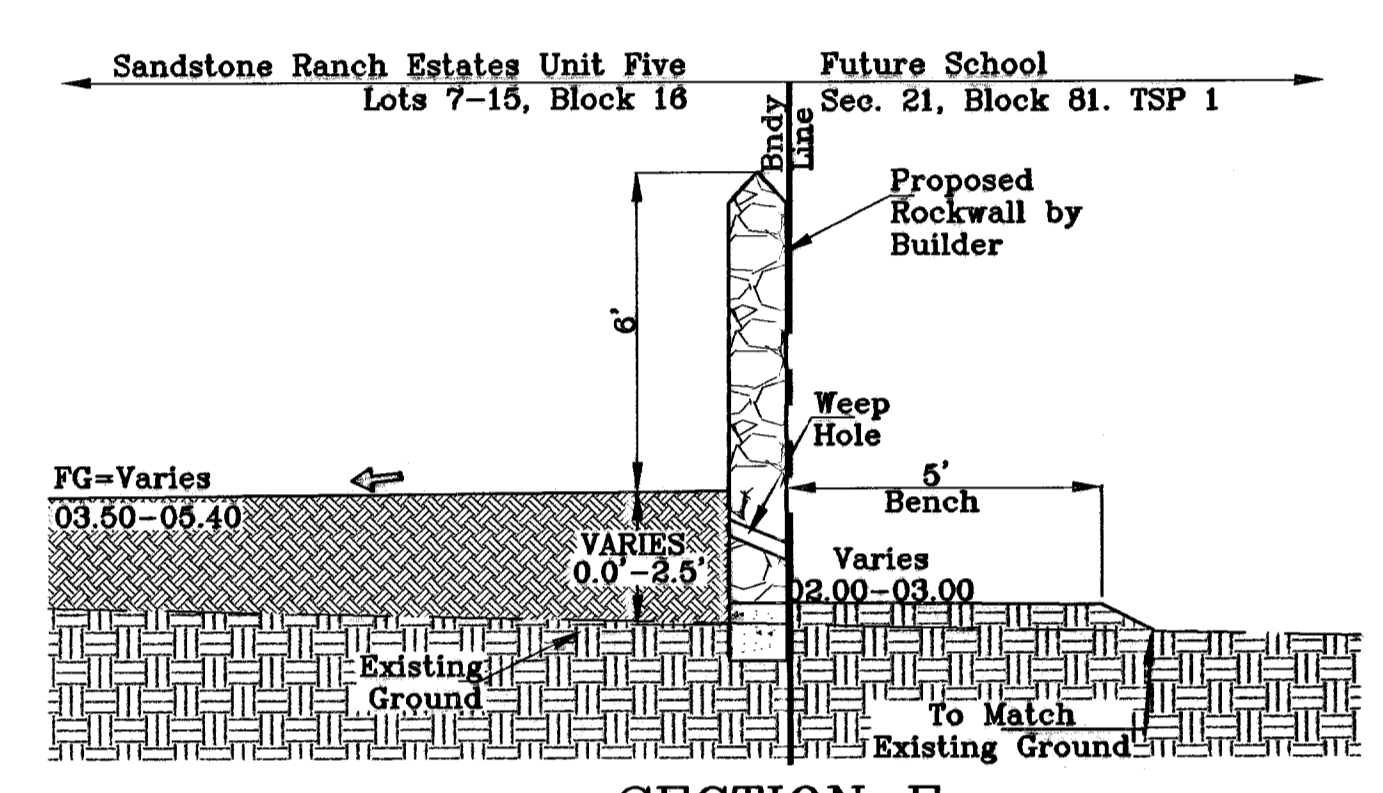 Sandstone Ranch Estates Unit Five
Lots 7-15, Block 16
Future School
Sec. 21, Block 81. TSP 1
Bndy
Line
Proposed
Rockwall by
Builder
6'
Weep
Hole
FG=Varies
03.50-05.40
5'
Bench
VARIES
0.0'-2.5'
Varies
02.00-03.00
Existing
Ground
To Match
Existing Ground